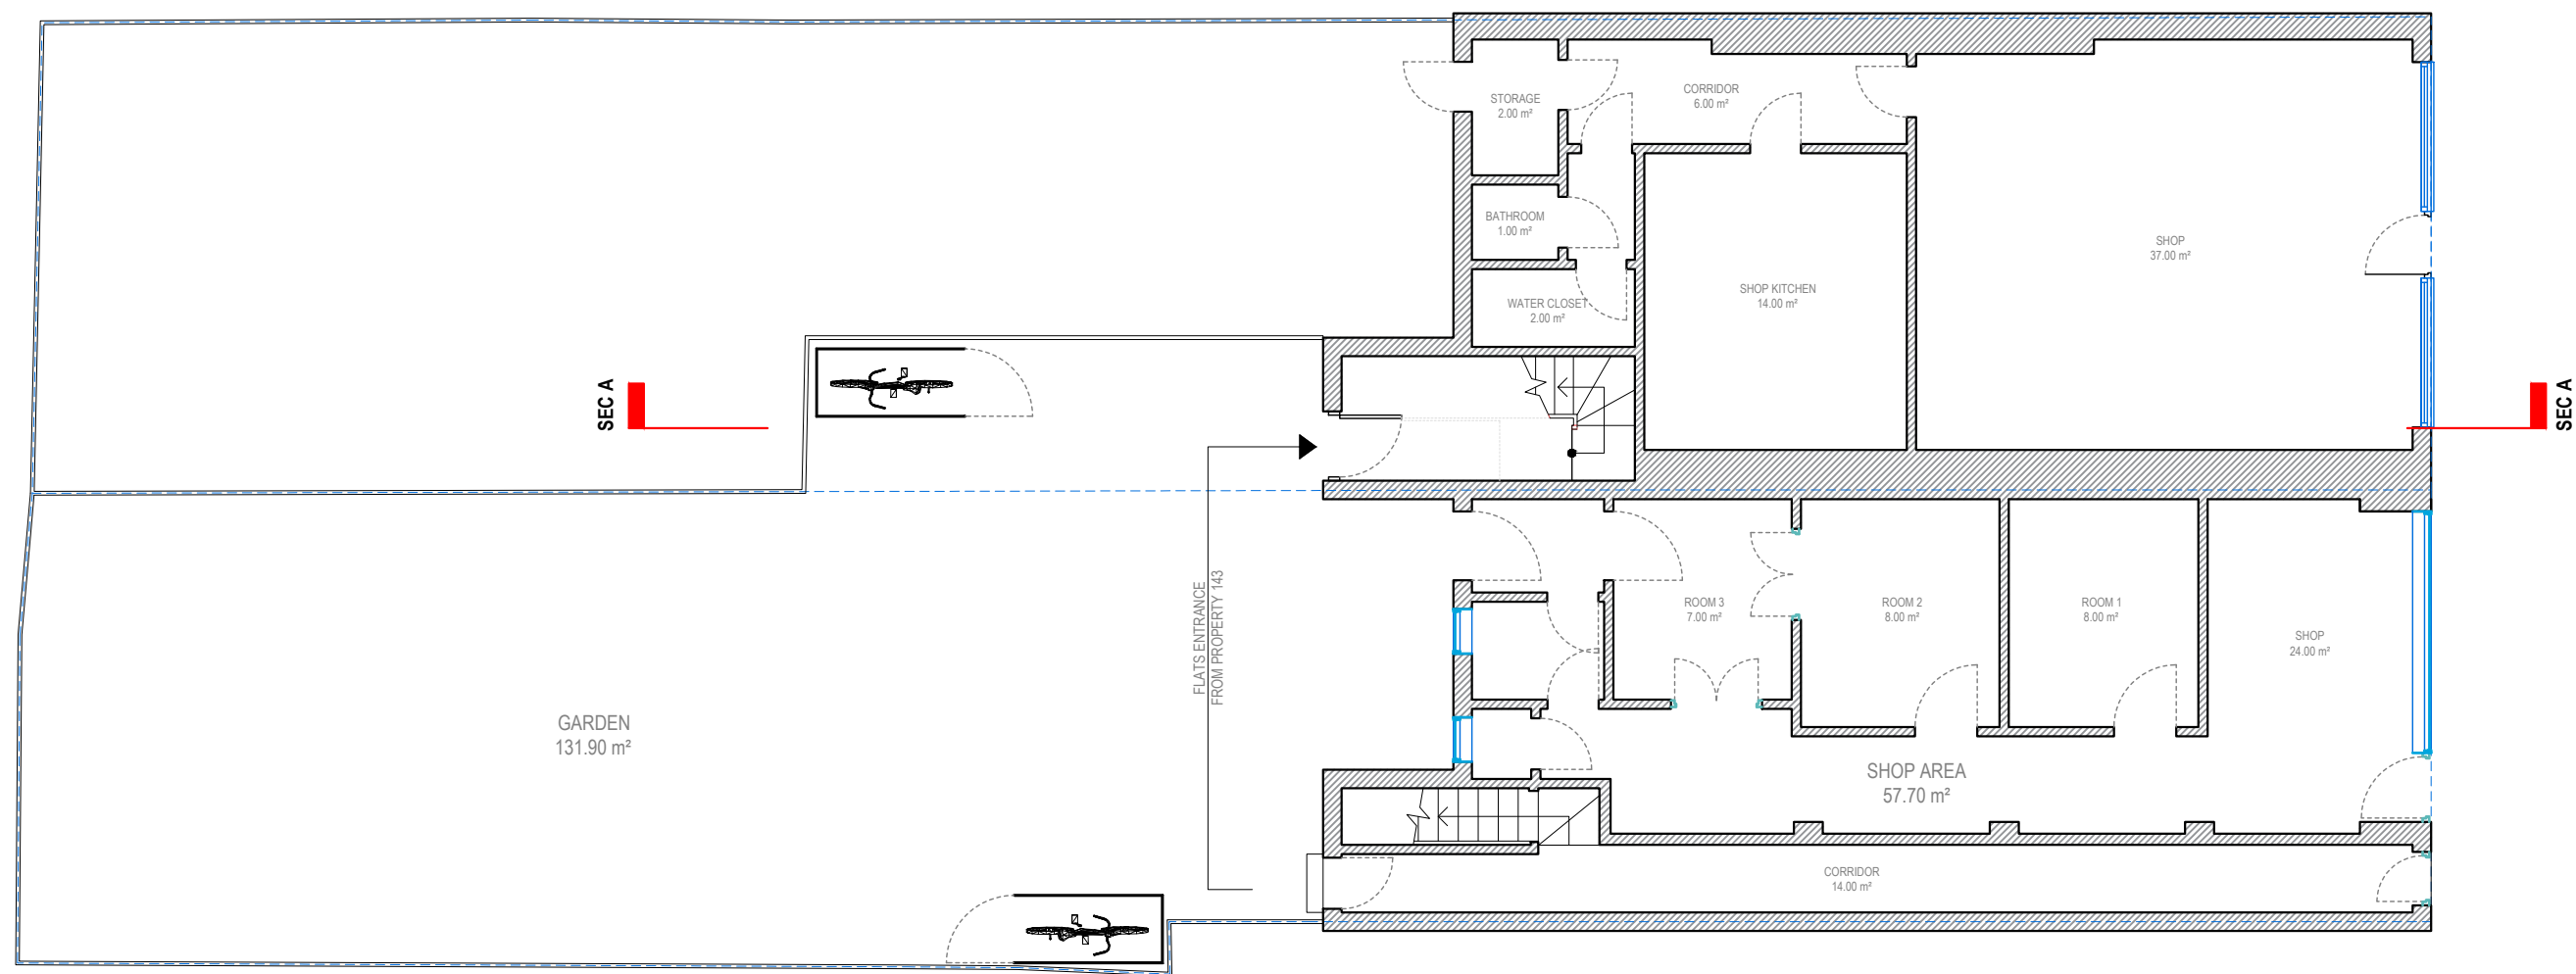 STORAGE
2.00 m²
CORRIDOR
6.00 m²
BATHROOM
1.00 m²
WATER CLOSET
2.00 m²
SHOP KITCHEN
14.00 m²
SHOP
37.00 m²
SEC A
SEC A
FLATS ENTRANCE
FROM PROPERTY 143
ROOM 3
7.00 m²
ROOM 2
8.00 m²
ROOM 1
8.00 m²
SHOP
24.00 m²
GARDEN
131.90 m²
SHOP AREA
57.70 m²
CORRIDOR
14.00 m²